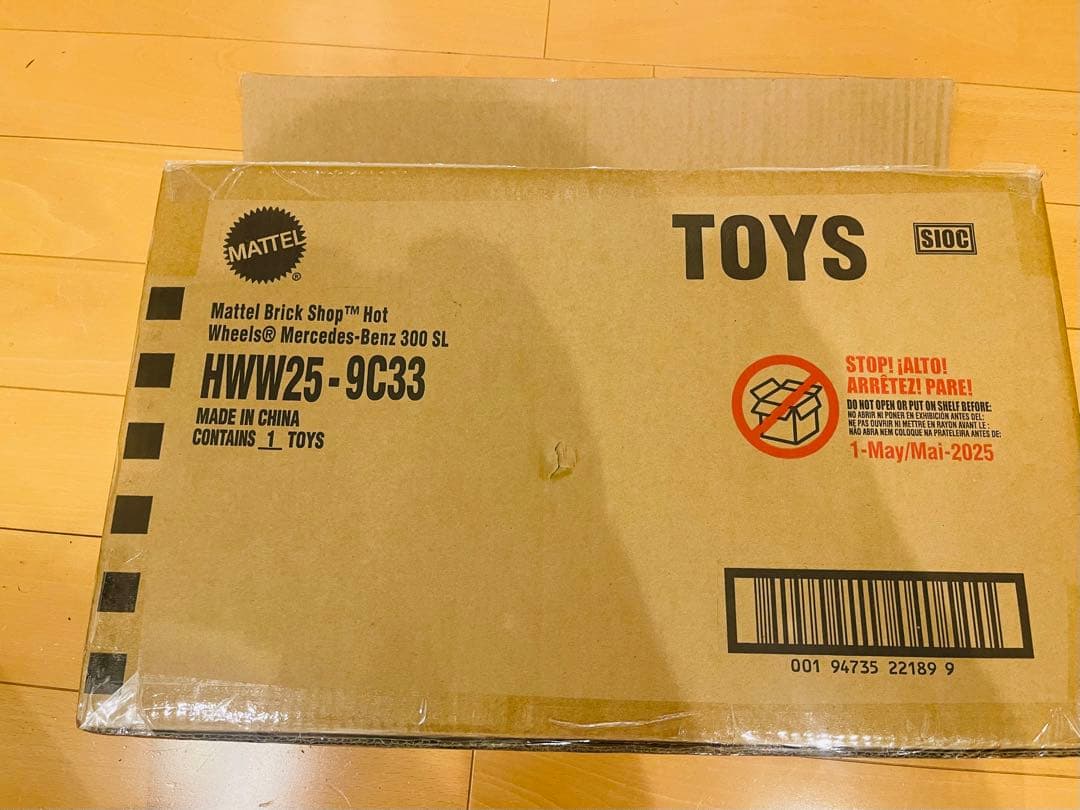 MATTEL
®
TOYS
SIOC
Mattel Brick Shop™ Hot
Wheels® Mercedes-Benz 300 SL
HWW25-9C33
MADE IN CHINA
CONTAINS 1 TOYS
STOP! ¡ALTO!
ARRÊTEZ! PARE!
DO NOT OPEN OR PUT ON SHELF BEFORE:
NO ABRIR NI PONER EN EXHIBICIÓN ANTES DEL:
NE PAS OUVRIR NI METTRE EN RAYON AVANT LE :
NÃO ABRA NEM COLOQUE NA PRATELEIRA ANTES DE:
1-May/Mai-2025
001 94735 22189 9